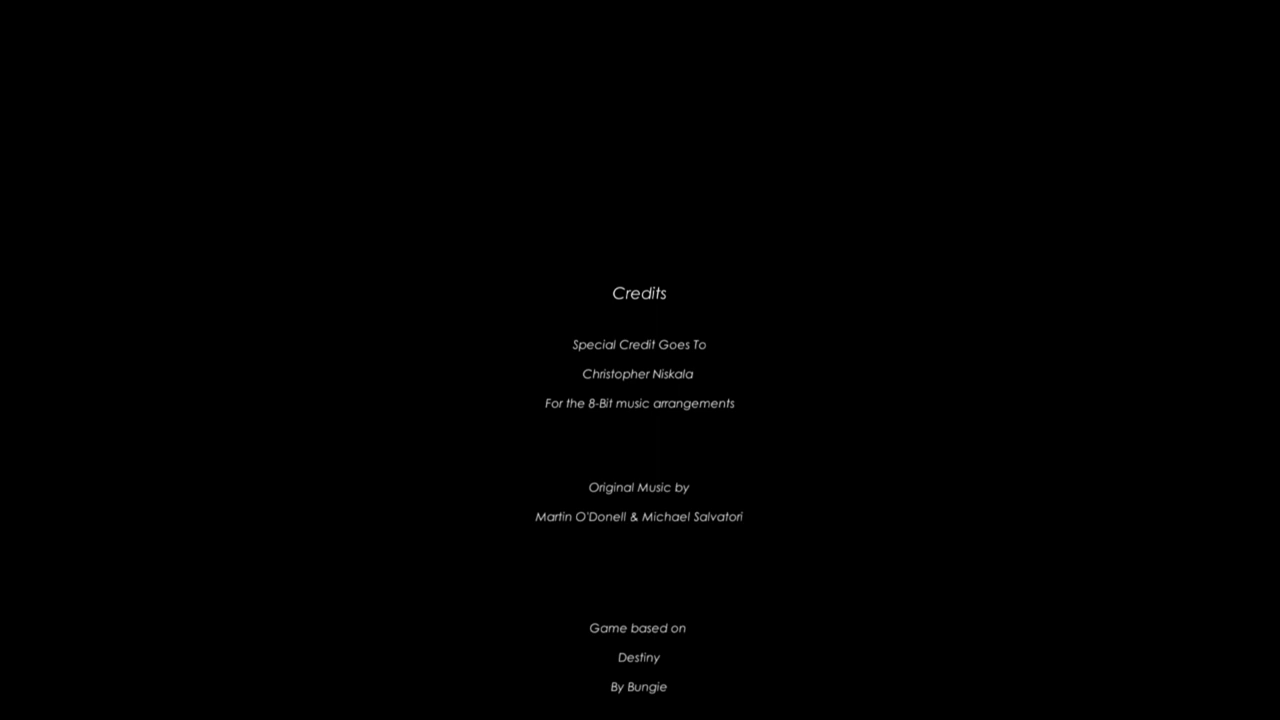 Credits
Special Credit Goes To
Christopher Niskala
For the 8-Bit music arrangements
Original Music by
Martin O'Donell & Michael Salvatori
Game based on
Destiny
By Bungie